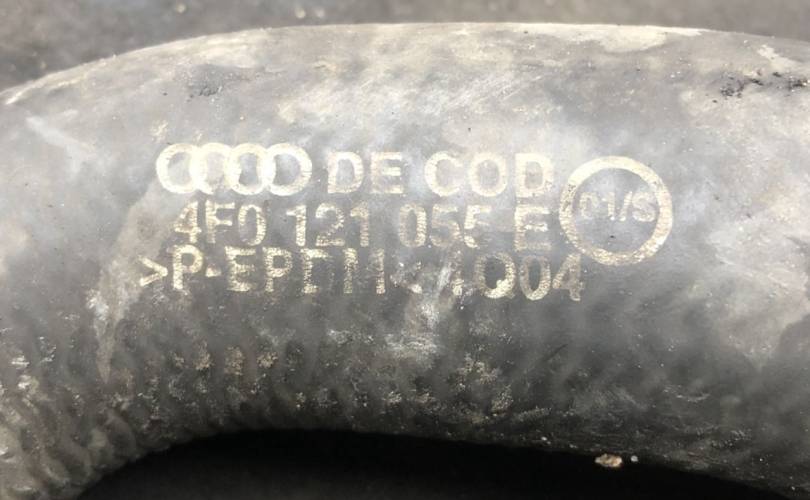 DE COD
4F0 121 055 E
01/S
>P-EPDM< 4Q04